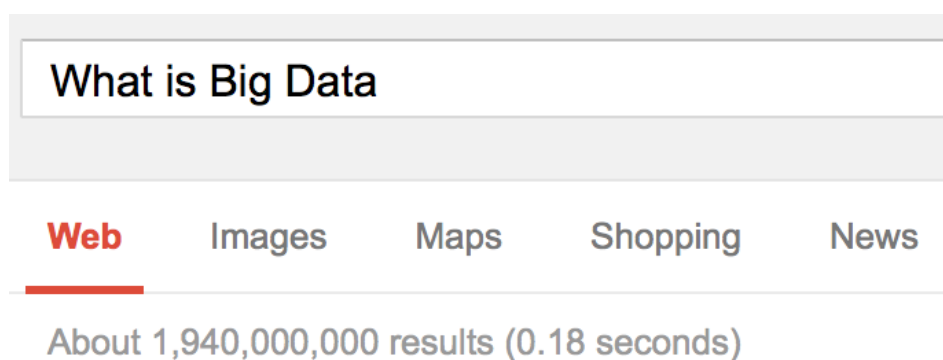 What is Big Data
Web Images Maps Shopping News
About 1,940,000,000 results (0.18 seconds)